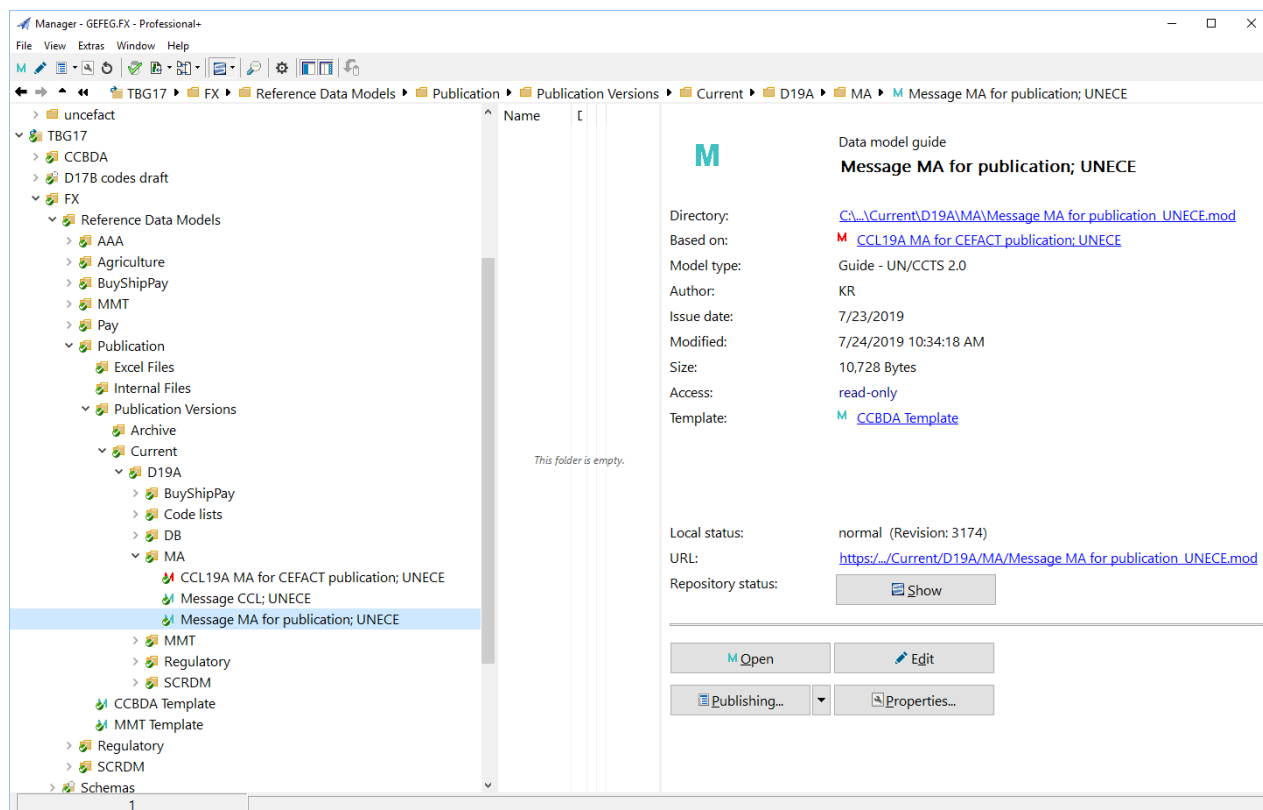 Manager - GEFEG.FX - Professional+
File View Extras Window Help
TBG17 FX Reference Data Models Publication Publication Versions Current D19A MA M Message MA for publication; UNECE
uncefact
TBG17
CCBDA
D17B codes draft
FX
Reference Data Models
AAA
Agriculture
BuyShipPay
MMT
Pay
Publication
Excel Files
Internal Files
Publication Versions
Archive
Current
D19A
BuyShipPay
Code lists
DB
MA
CCL19A MA for CEFACT publication; UNECE
Message CCL; UNECE
Message MA for publication; UNECE
MMT
Regulatory
SCRDM
CCBDA Template
MMT Template
Regulatory
SCRDM
Schemas
1
Name
This folder is empty.
M
Data model guide
Message MA for publication; UNECE
Directory: C:\...\Current\D19A\MA\Message MA for publication_UNECE.mod
Based on: M CCL19A MA for CEFACT publication; UNECE
Model type: Guide - UN/CCTS 2.0
Author: KR
Issue date: 7/23/2019
Modified: 7/24/2019 10:34:18 AM
Size: 10,728 Bytes
Access: read-only
Template: M CCBDA Template
Local status: normal (Revision: 3174)
URL: https:/.../Current/D19A/MA/Message MA for publication_UNECE.mod
Repository status: Show
M Open Edit
Publishing... Properties...